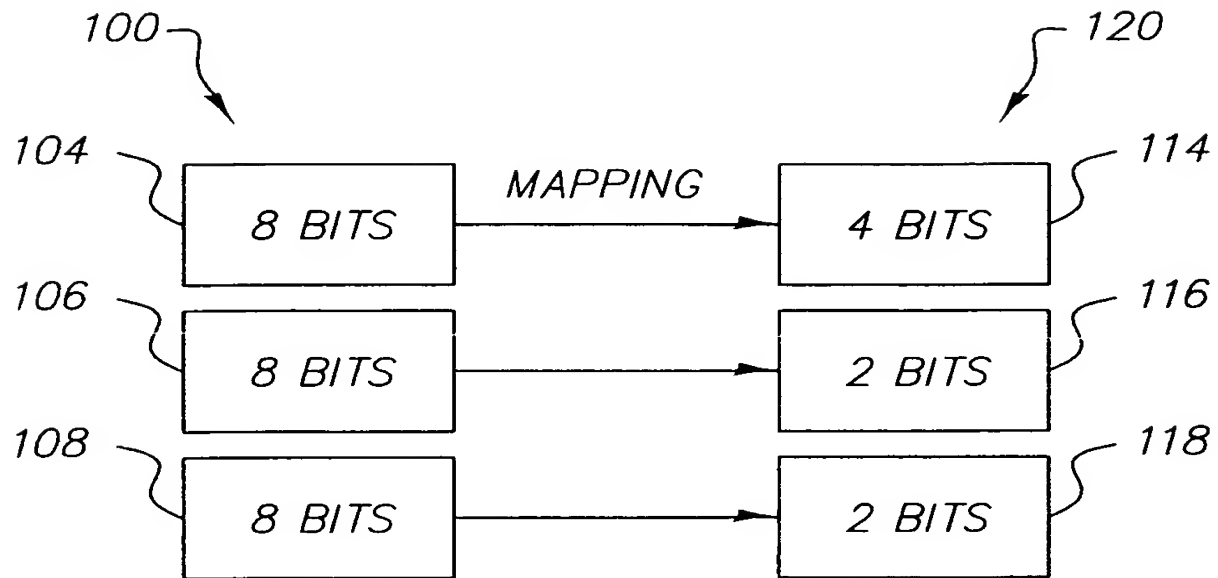 100
120
104
8 BITS
MAPPING
4 BITS
114
106
8 BITS
2 BITS
116
108
8 BITS
2 BITS
118